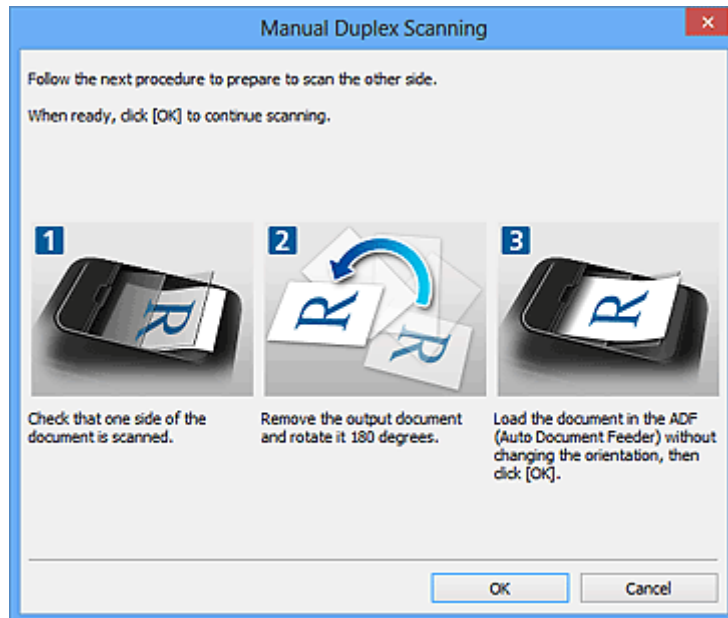 Manual Duplex Scanning
Follow the next procedure to prepare to scan the other side.
When ready, click [OK] to continue scanning.
1
R
Check that one side of the
document is scanned.
2
R
R
Remove the output document
and rotate it 180 degrees.
3
R
Load the document in the ADF
(Auto Document Feeder) without
changing the orientation, then
click [OK].
OK
Cancel